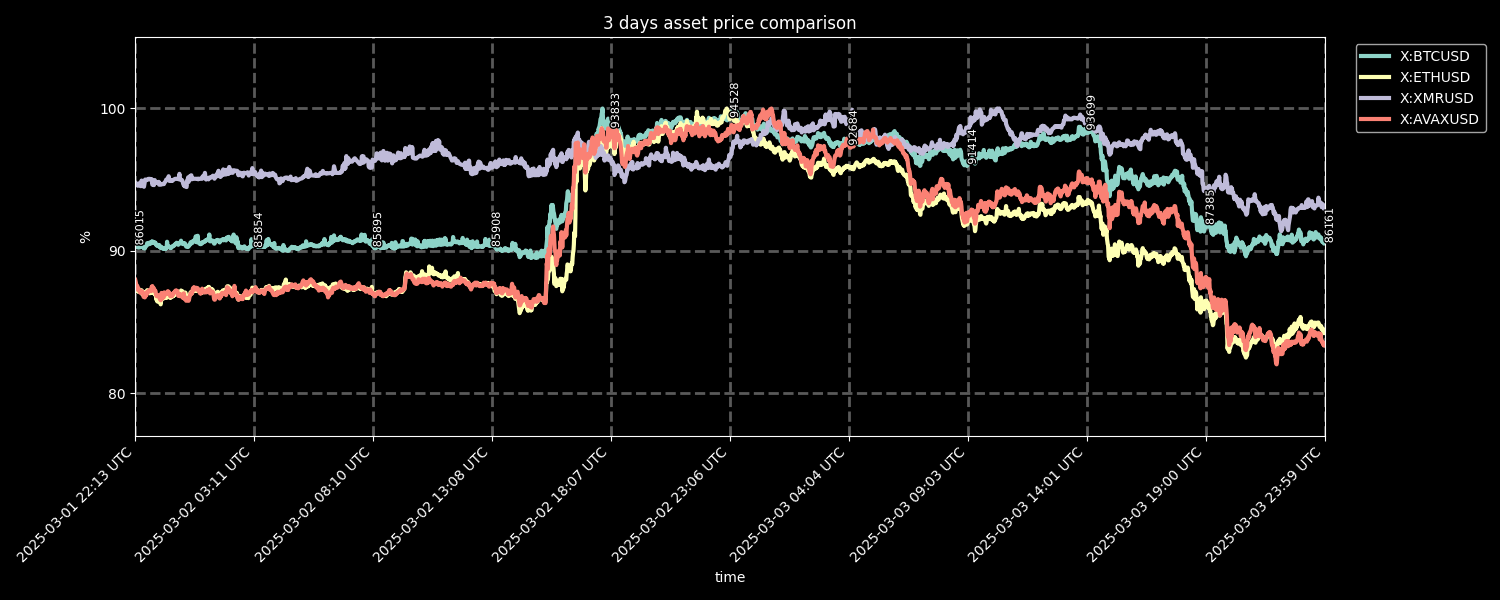 3 days asset price comparison
X:BTCUSD
X:ETHUSD
X:XMRUSD
X:AVAXUSD
100
90
80
%
86015
85854
85895
85908
93833
94528
92684
91414
93699
87385
86161
2025-03-01 22:13 UTC
2025-03-02 03:11 UTC
2025-03-02 08:10 UTC
2025-03-02 13:08 UTC
2025-03-02 18:07 UTC
2025-03-02 23:06 UTC
2025-03-03 04:04 UTC
2025-03-03 09:03 UTC
2025-03-03 14:01 UTC
2025-03-03 19:00 UTC
2025-03-03 23:59 UTC
time